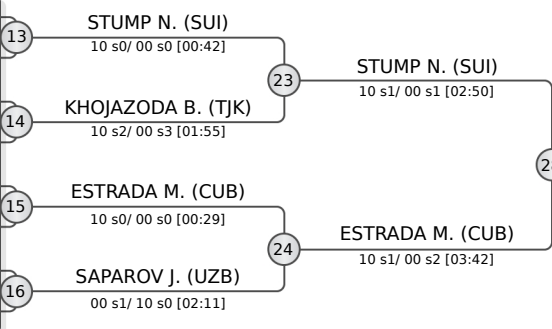 13
STUMP N. (SUI)
10 s0/ 00 s0 [00:42]
23
STUMP N. (SUI)
10 s1/ 00 s1 [02:50]
14
KHOJAZODA B. (TJK)
10 s2/ 00 s3 [01:55]
15
ESTRADA M. (CUB)
10 s0/ 00 s0 [00:29]
24
ESTRADA M. (CUB)
10 s1/ 00 s2 [03:42]
16
SAPAROV J. (UZB)
00 s1/ 10 s0 [02:11]